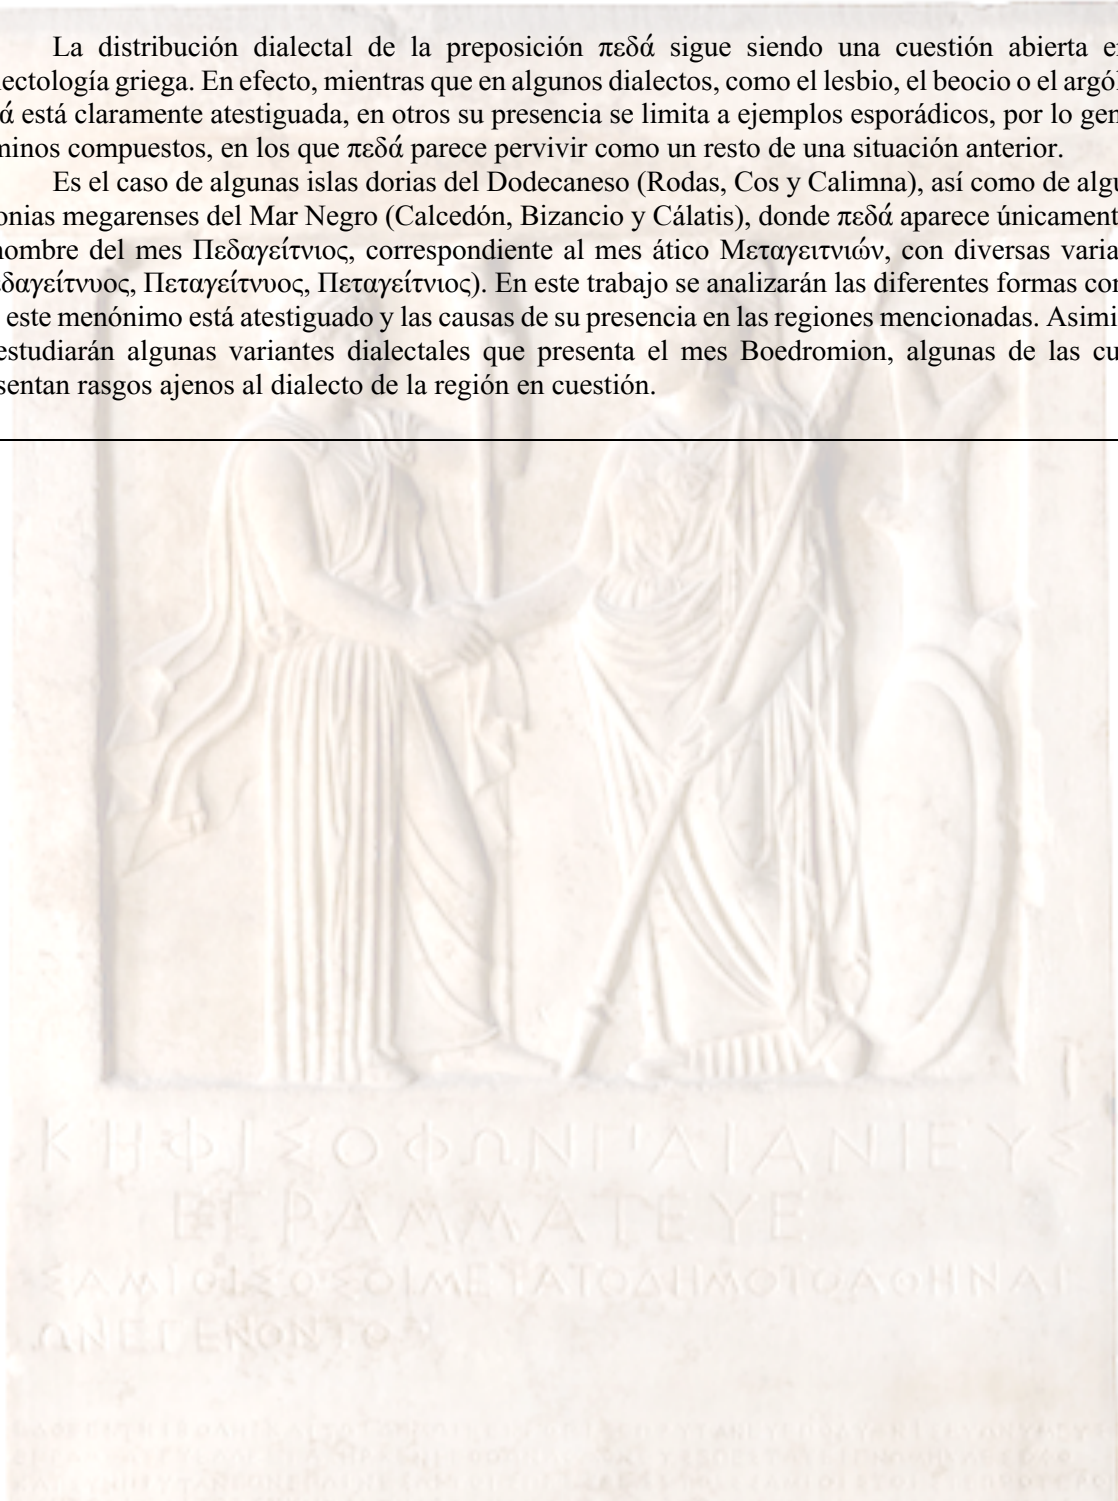 La distribución dialectal de la preposición πεδά sigue siendo una cuestión abierta e
lectología griega. En efecto, mientras que en algunos dialectos, como el lesbio, el beocio o el argól
ά está claramente atestiguada, en otros su presencia se limita a ejemplos esporádicos, por lo gen
minos compuestos, en los que πεδά parece pervivir como un resto de una situación anterior.
Es el caso de algunas islas dorias del Dodecaneso (Rodas, Cos y Calimna), así como de algu
onias megarenses del Mar Negro (Calcedón, Bizancio y Cálatis), donde πεδά aparece únicament
nombre del mes Πεδαγείτνιος, correspondiente al mes ático Μεταγειτνιών, con diversas varia
δαγείτνυος, Πεταγείτνυος, Πεταγείτνιος). En este trabajo se analizarán las diferentes formas con
este menónimo está atestiguado y las causas de su presencia en las regiones mencionadas. Asimi
estudiarán algunas variantes dialectales que presenta el mes Boedromion, algunas de las cu
sentan rasgos ajenos al dialecto de la región en cuestión.
ΚΗΦΙΣΟΦΩΝΠΑΙΑΝΙΕΥΣ
ΕΓΡΑΜΜΑΤΕΥΕ
ΣΑΜΙΟΙΣΟΣΟΙΜΕΤΑΤΟΔΗΜΟΤΟΑΘΗΝΑΙ
ΩΝΕΓΕΝΟΝΤΟ